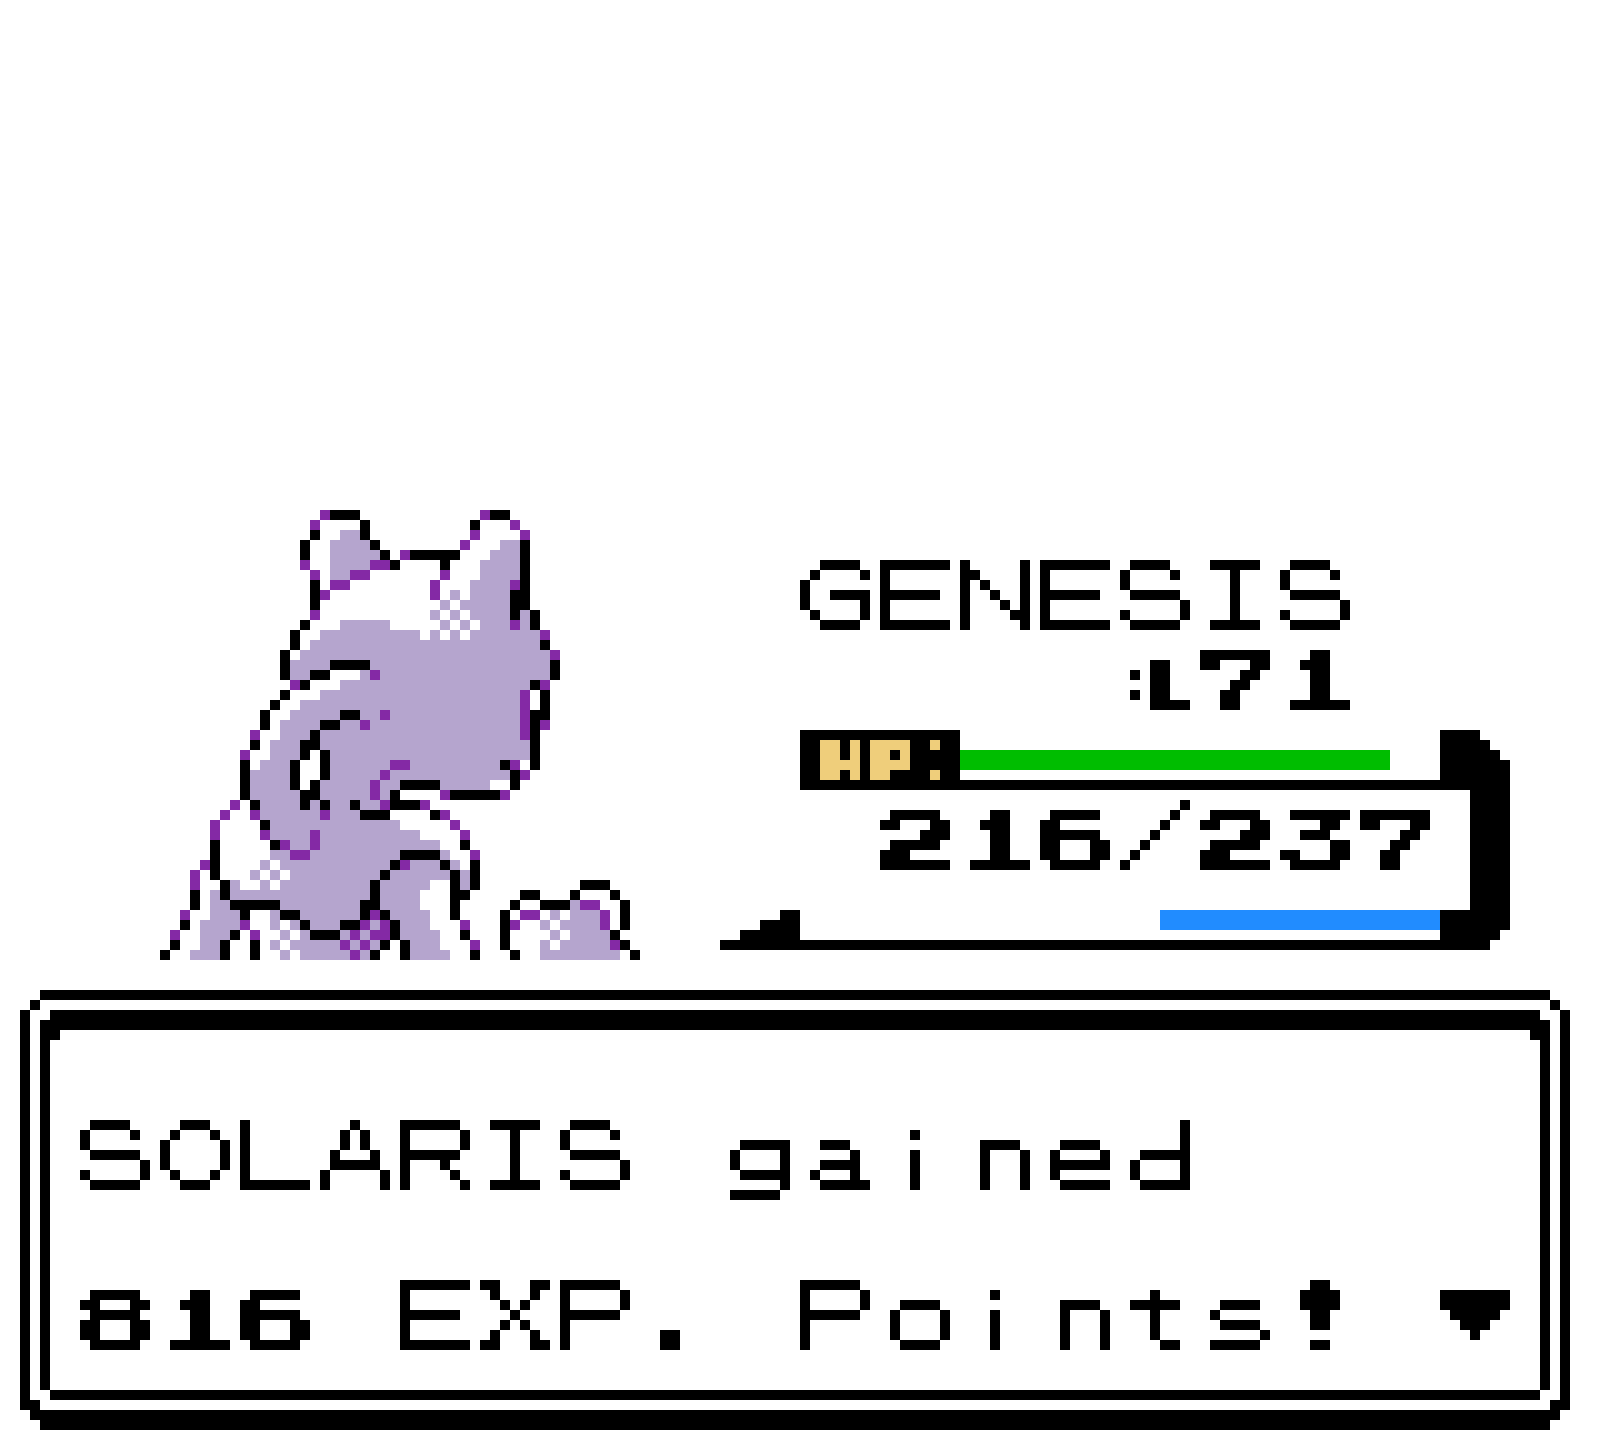 GENESIS
:L71
HP:
216/237
SOLARIS gained
816 EXP. Points!